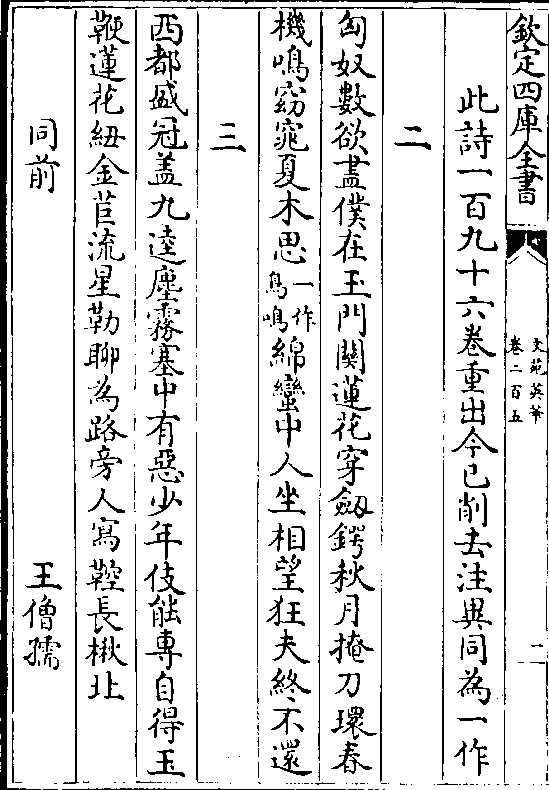 欽定四庫全書
文苑英華
卷二百五
二
此詩一百九十六卷重出今已削去注異同為一作
二
匈奴數欲盡僕在玉門關蓮花穿劔鍔秋月掩刀環春
機鳴窈窕夏木思一作鳥鳴綿蠻中人坐相望狂夫終不還
三
西都盛冠盖九逵塵霧塞中有惡少年伎能專自得玉
鞭蓮花紐金苣流星勒聊為路旁人寫鞚長楸北
同前
王僧孺